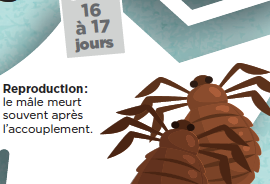 16
à 17
jours
Reproduction:
le mâle meurt
souvent après
l'accouplement.